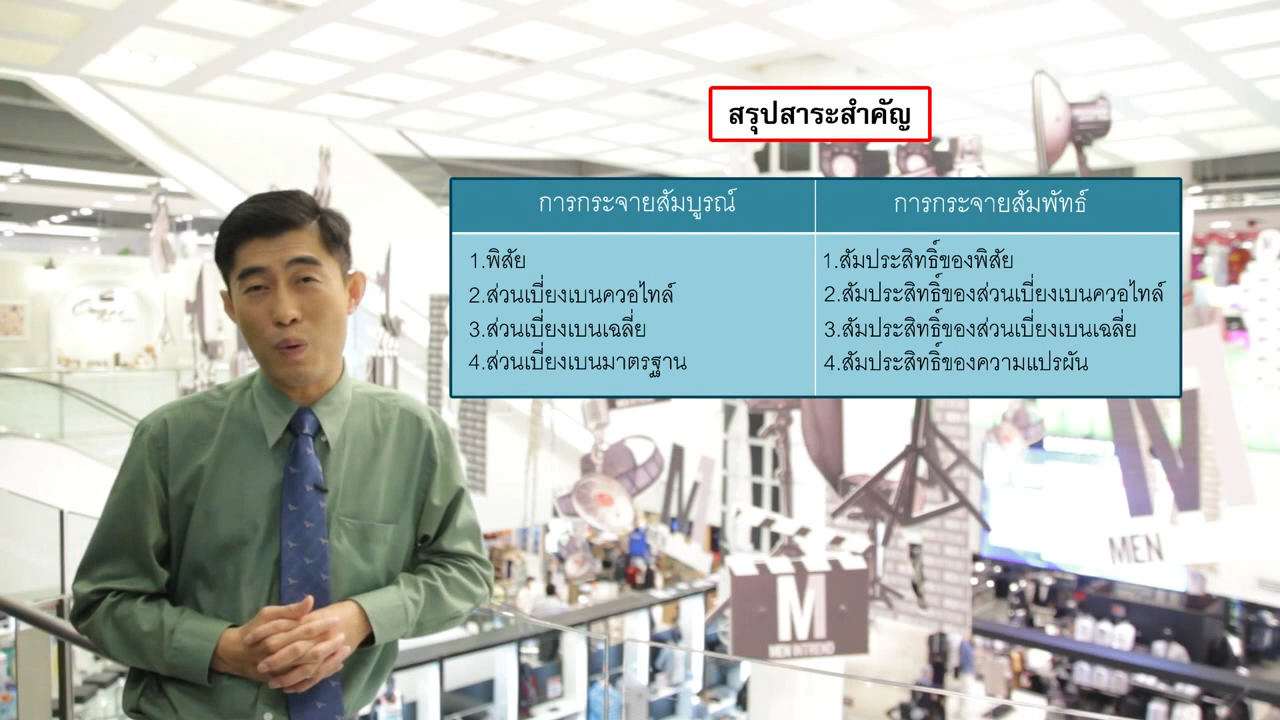 สรุปสาระสำคัญ
การกระจายสัมบูรณ์
การกระจายสัมพัทธ์
1.พิสัย
2.ส่วนเบี่ยงเบนควอไทล์
3.ส่วนเบี่ยงเบนเฉลี่ย
4.ส่วนเบี่ยงเบนมาตรฐาน
1.สัมประสิทธิ์ของพิสัย
2.สัมประสิทธิ์ของส่วนเบี่ยงเบนควอไทล์
3.สัมประสิทธิ์ของส่วนเบี่ยงเบนเฉลี่ย
4.สัมประสิทธิ์ของความแปรผัน
M
MEN
M
MEN INTREND